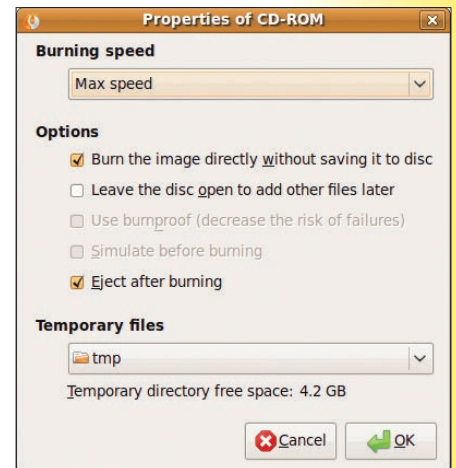 Properties of CD-ROM
Burning speed
Max speed
Options
Burn the image directly without saving it to disc
Leave the disc open to add other files later
Use burnproof (decrease the risk of failures)
Simulate before burning
Eject after burning
Temporary files
tmp
Temporary directory free space: 4.2 GB
Cancel
OK